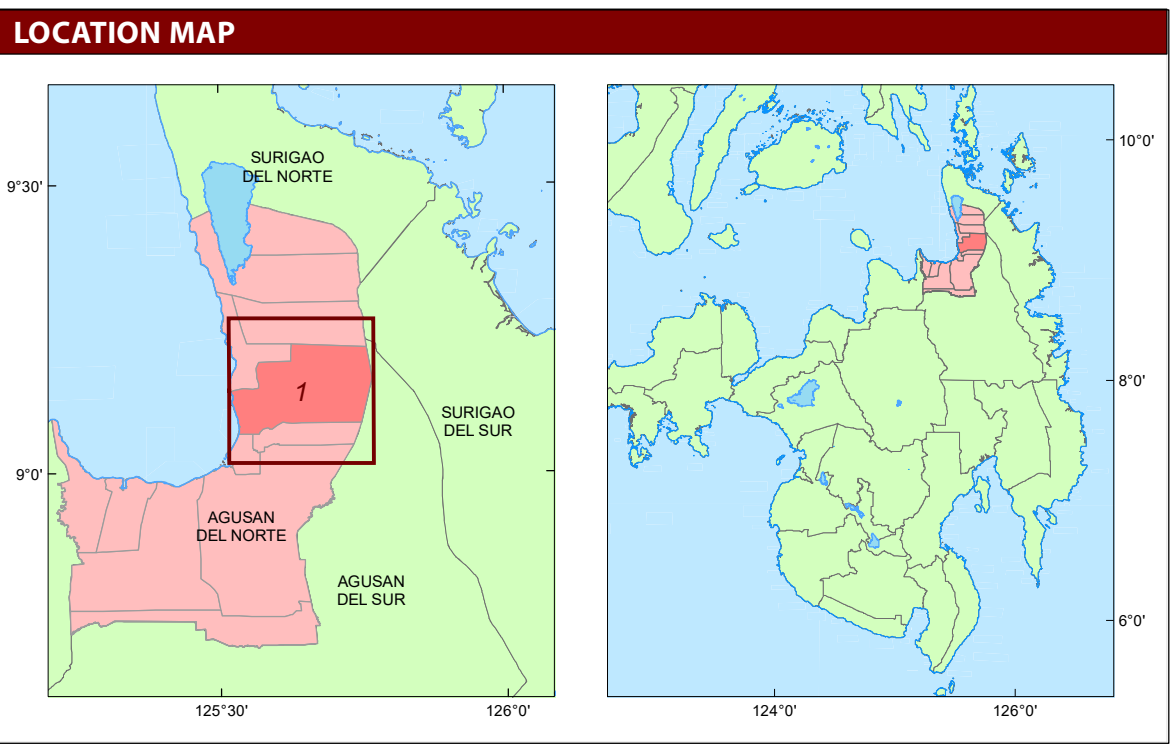 LOCATION MAP
SURIGAO
DEL NORTE
9°30'
1
SURIGAO
DEL SUR
9°0'
AGUSAN
DEL NORTE
AGUSAN
DEL SUR
125°30'
126°0'
10°0'
8°0'
6°0'
124°0'
126°0'